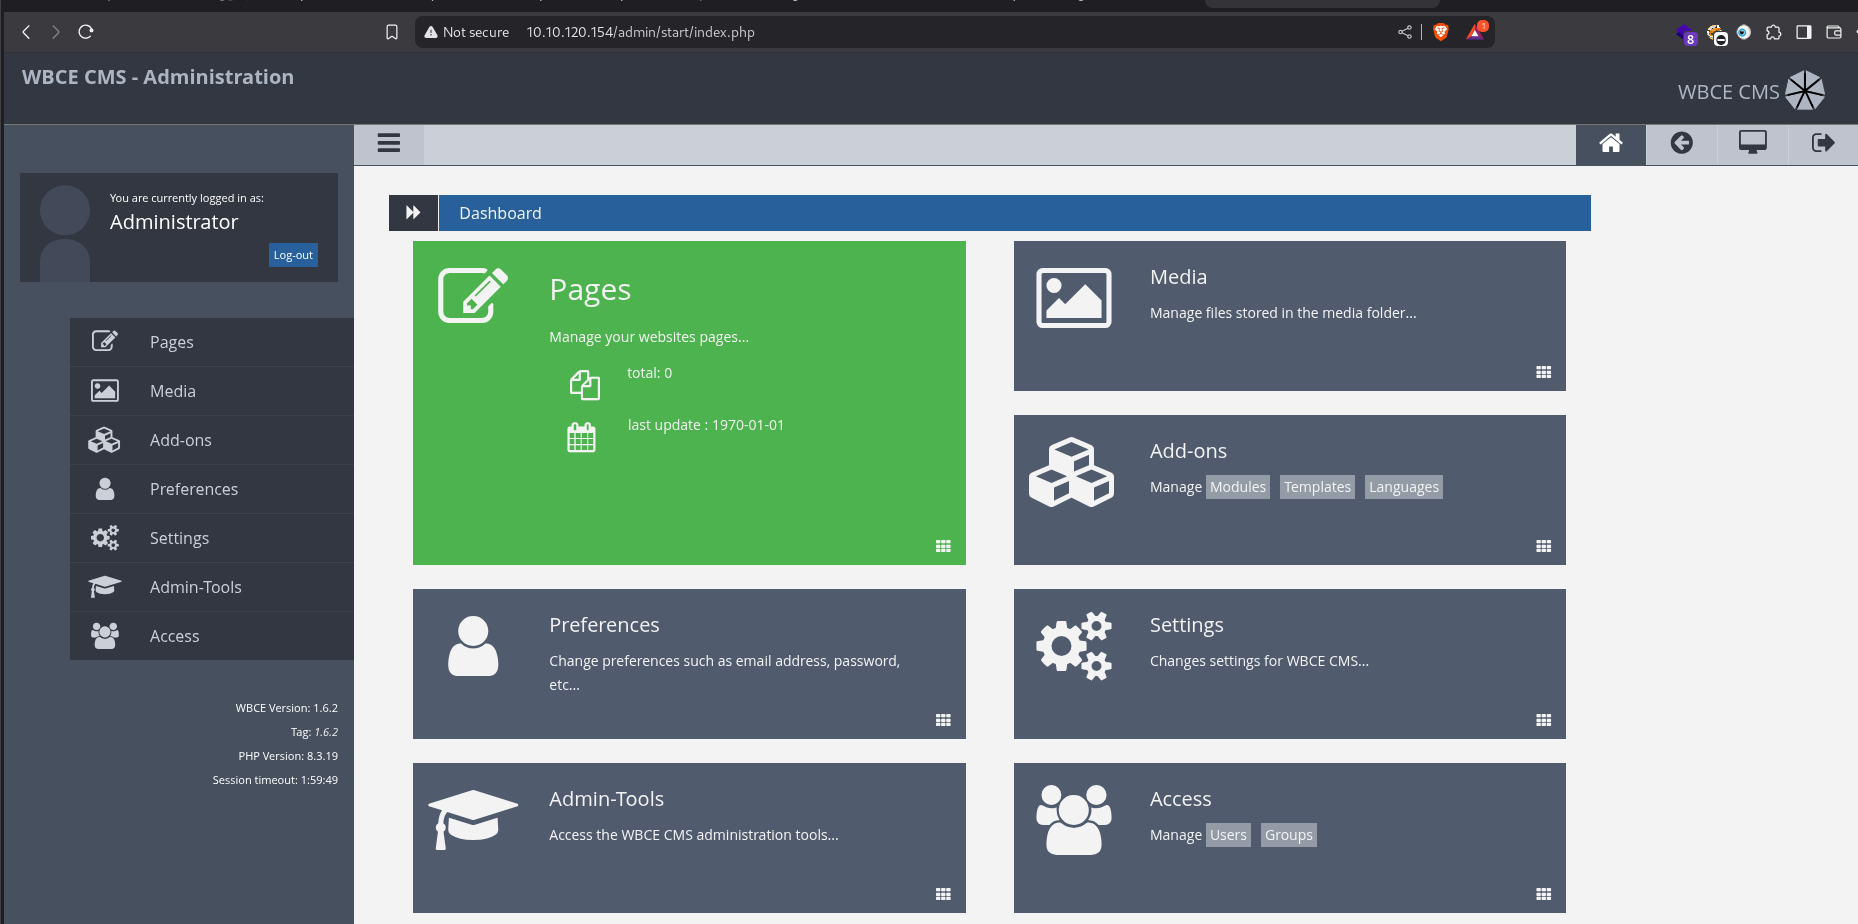 Not secure 10.10.120.154/admin/start/index.php
1
8
WBCE CMS - Administration
WBCE CMS
You are currently logged in as:
Administrator
Log-out
Pages
Media
Add-ons
Preferences
Settings
Admin-Tools
Access
WBCE Version: 1.6.2
Tag: 1.6.2
PHP Version: 8.3.19
Session timeout: 1:59:49
Dashboard
Pages
Manage your websites pages...
total: 0
last update : 1970-01-01
Media
Manage files stored in the media folder...
Add-ons
Manage Modules Templates Languages
Preferences
Change preferences such as email address, password,
etc...
Settings
Changes settings for WBCE CMS...
Admin-Tools
Access the WBCE CMS administration tools...
Access
Manage Users Groups